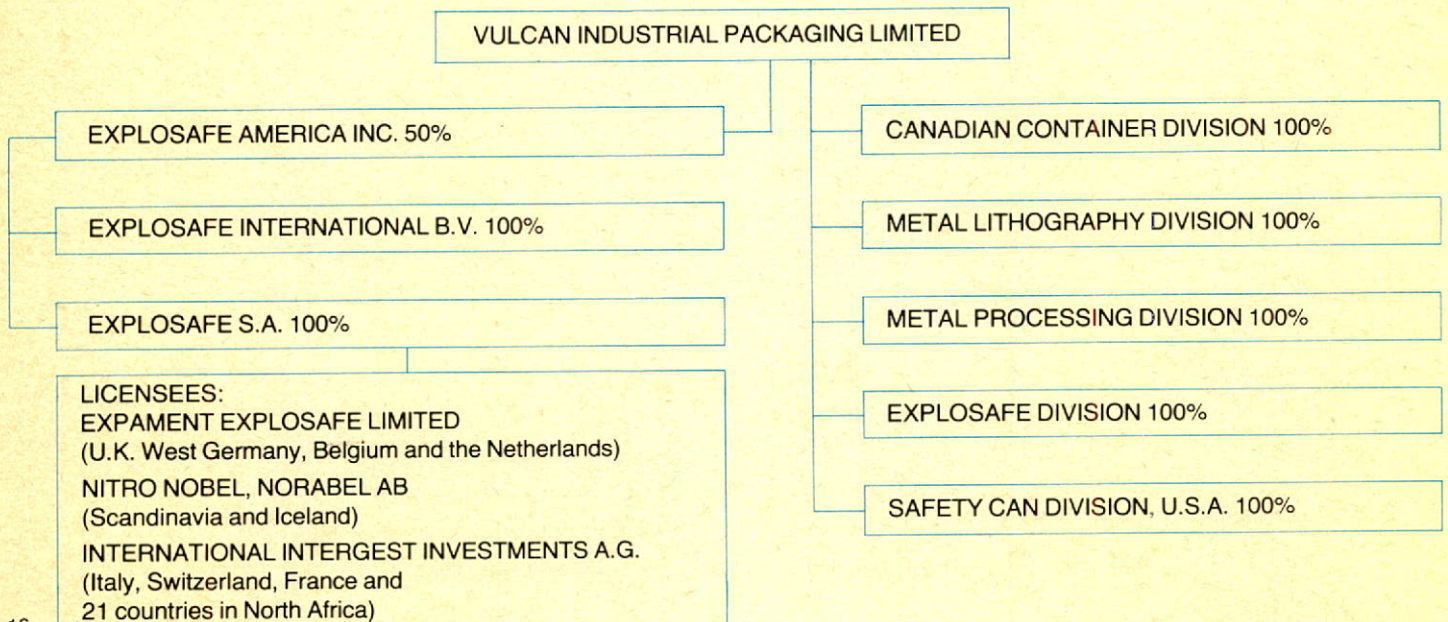 VULCAN INDUSTRIAL PACKAGING LIMITED
EXPLOSAFE AMERICA INC. 50%
EXPLOSAFE INTERNATIONAL B.V. 100%
EXPLOSAFE S.A. 100%
LICENSEES:
EXPAMENT EXPLOSAFE LIMITED
(U.K. West Germany, Belgium and the Netherlands)
NITRO NOBEL, NORABEL AB
(Scandinavia and Iceland)
INTERNATIONAL INTERGEST INVESTMENTS A.G.
(Italy, Switzerland, France and
21 countries in North Africa)
CANADIAN CONTAINER DIVISION 100%
METAL LITHOGRAPHY DIVISION 100%
METAL PROCESSING DIVISION 100%
EXPLOSAFE DIVISION 100%
SAFETY CAN DIVISION, U.S.A. 100%